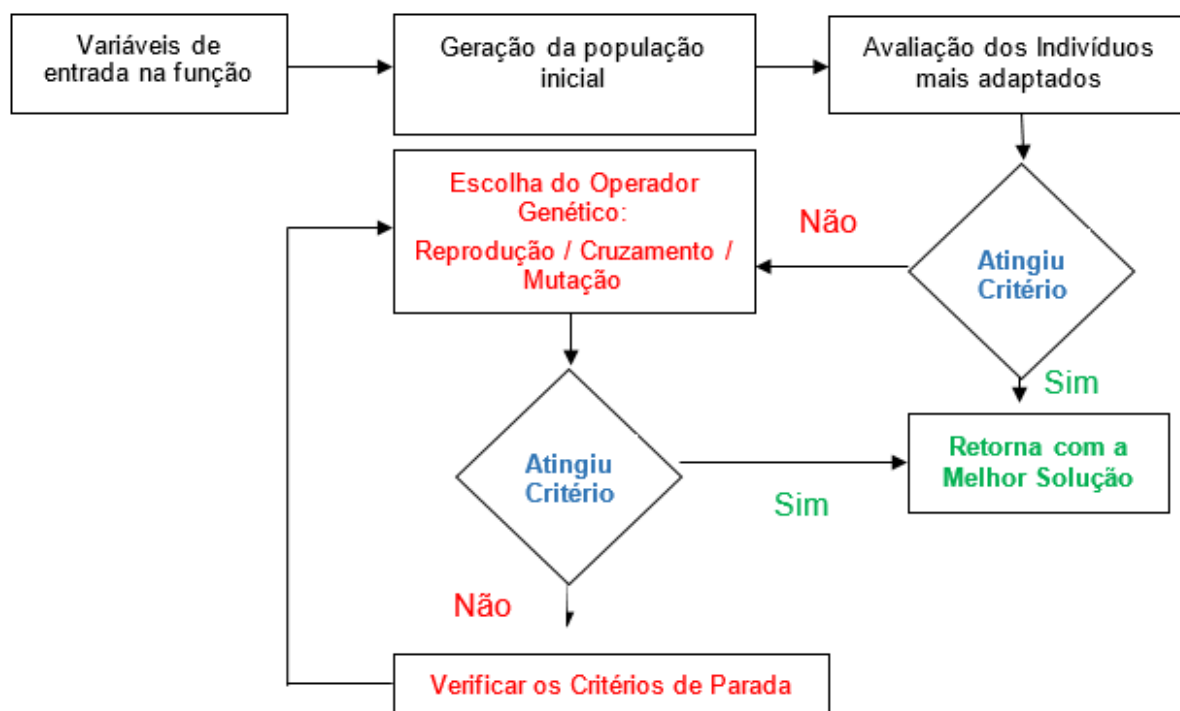 Variáveis de
entrada na função
Geração da população
inicial
Avaliação dos Indivíduos
mais adaptados
Escolha do Operador
Genético:
Reprodução / Cruzamento /
Mutação
Não
Atingiu
Critério
Sim
Retorna com a
Melhor Solução
Atingiu
Critério
Sim
Não
Verificar os Critérios de Parada